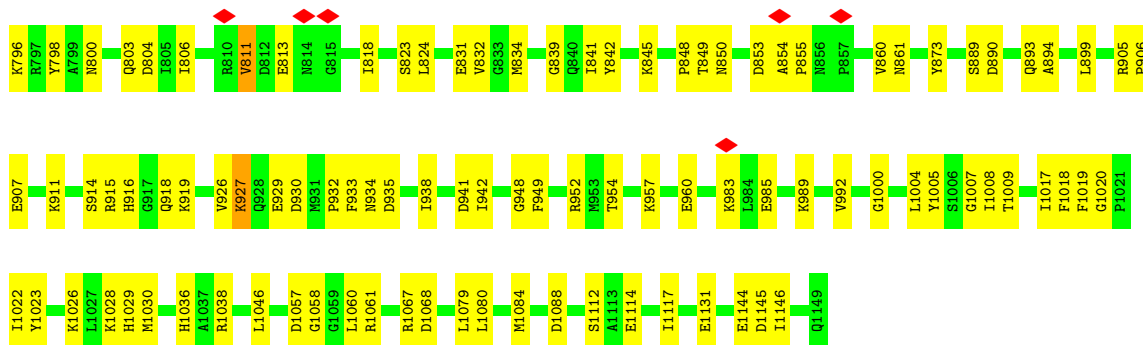 K796 R797 Y798 A799 N800 Q803 D804 I805 I806 R810 V811 D812 E813 N814 G815 I818 S823 L824 E831 V832 G833 M834 G839 Q840 I841 Y842 K845 P848 T849 N850 D853 A854 P855 N856 P857 V860 N861 Y873 S889 D890 Q893 A894 L899 R905 P906
E907 K911 S914 R915 H916 G917 Q918 K919 V926 K927 Q928 E929 D930 M931 P932 F933 N934 D935 I938 D941 I942 G948 F949 R952 M953 T954 K957 E960 K983 L984 E985 K989 V992 G1000 L1004 Y1005 S1006 G1007 I1008 T1009 I1017 F1018 F1019 G1020 P1021
I1022 Y1023 K1026 L1027 K1028 H1029 M1030 H1036 A1037 R1038 L1046 D1057 G1058 G1059 L1060 R1061 R1067 D1068 L1079 L1080 M1084 D1088 S1112 A1113 E1114 I1117 E1131 E1144 D1145 I1146 Q1149